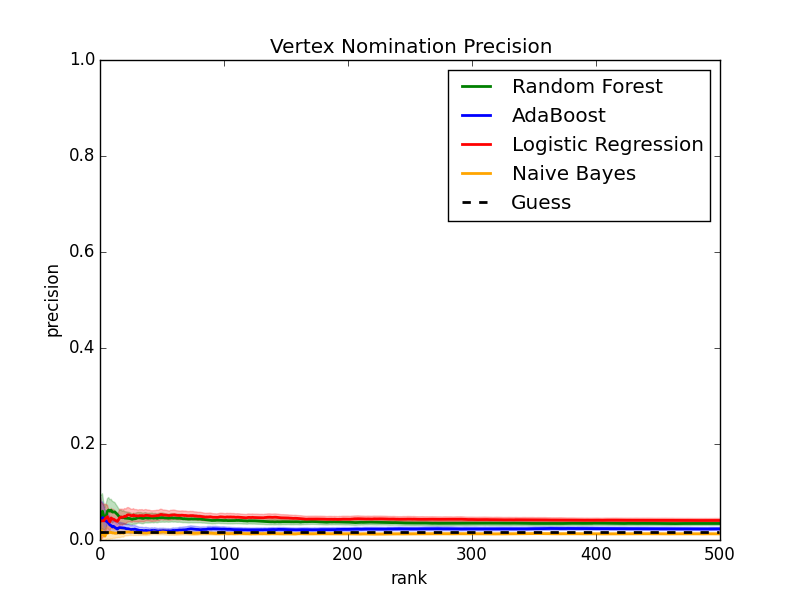 Vertex Nomination Precision
1.0
0.8
0.6
0.4
0.2
0.0
precision
Random Forest
AdaBoost
Logistic Regression
Naive Bayes
Guess
0 100 200 300 400 500
rank